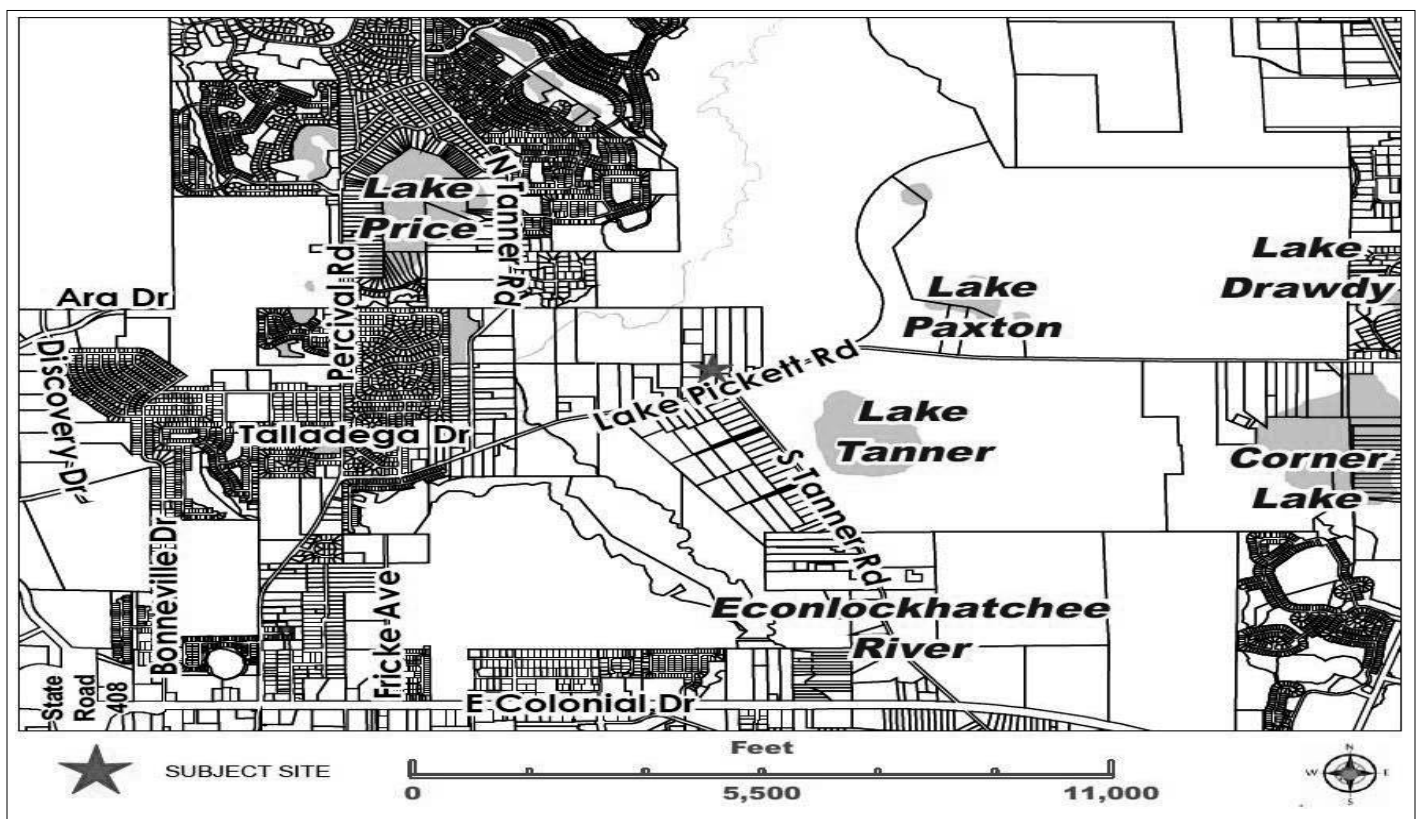 Lake
Price
N Tanner Rd
Percival Rd
Ara Dr
Discovery Dr
Lake
Drawdy
Lake
Paxton
Lake Pickett Rd
Lake
Tanner
Talladega Dr
S Tanner Rd
Corner
Lake
Bonneville Dr
Fricke Ave
Econlockhatchee
River
State
Road
408
E Colonial Dr
SUBJECT SITE
Feet
0 5,500 11,000
N
W E
S